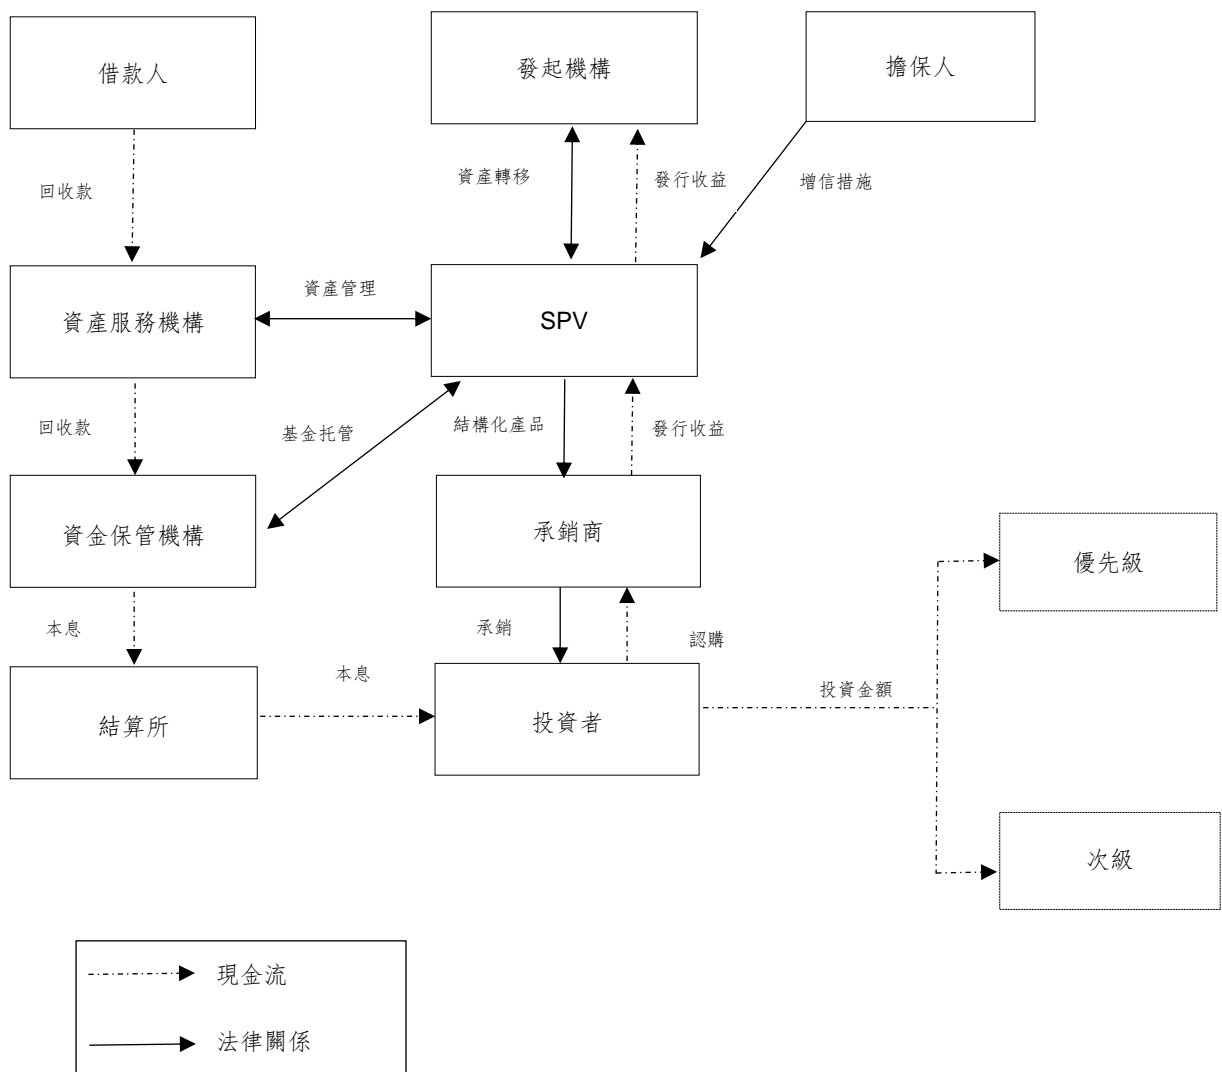 借款人
發起機構
擔保人
回收款
資產轉移
發行收益
增信措施
資產服務機構
資產管理
SPV
回收款
基金托管
結構化產品
發行收益
資金保管機構
承銷商
優先級
本息
承銷
認購
本息
投資金額
結算所
投資者
次級
現金流
法律關係